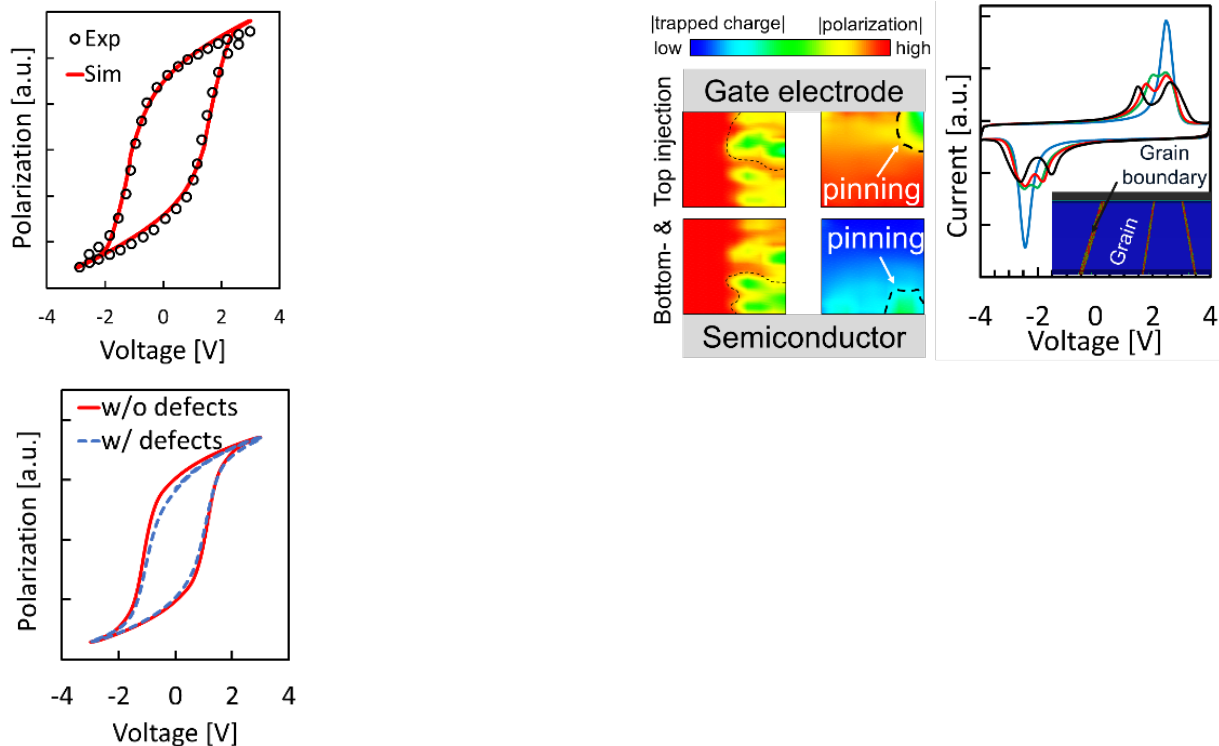 Exp
Sim
Polarization [a.u.]
-4 -2 0 2 4
Voltage [V]
|trapped charge| |polarization|
low high
Gate electrode
Top injection
pinning
Bottom- &
pinning
Semiconductor
Current [a.u.]
Grain
boundary
Grain
-4 -2 0 2 4
Voltage [V]
w/o defects
w/ defects
Polarization [a.u.]
-4 -2 0 2 4
Voltage [V]